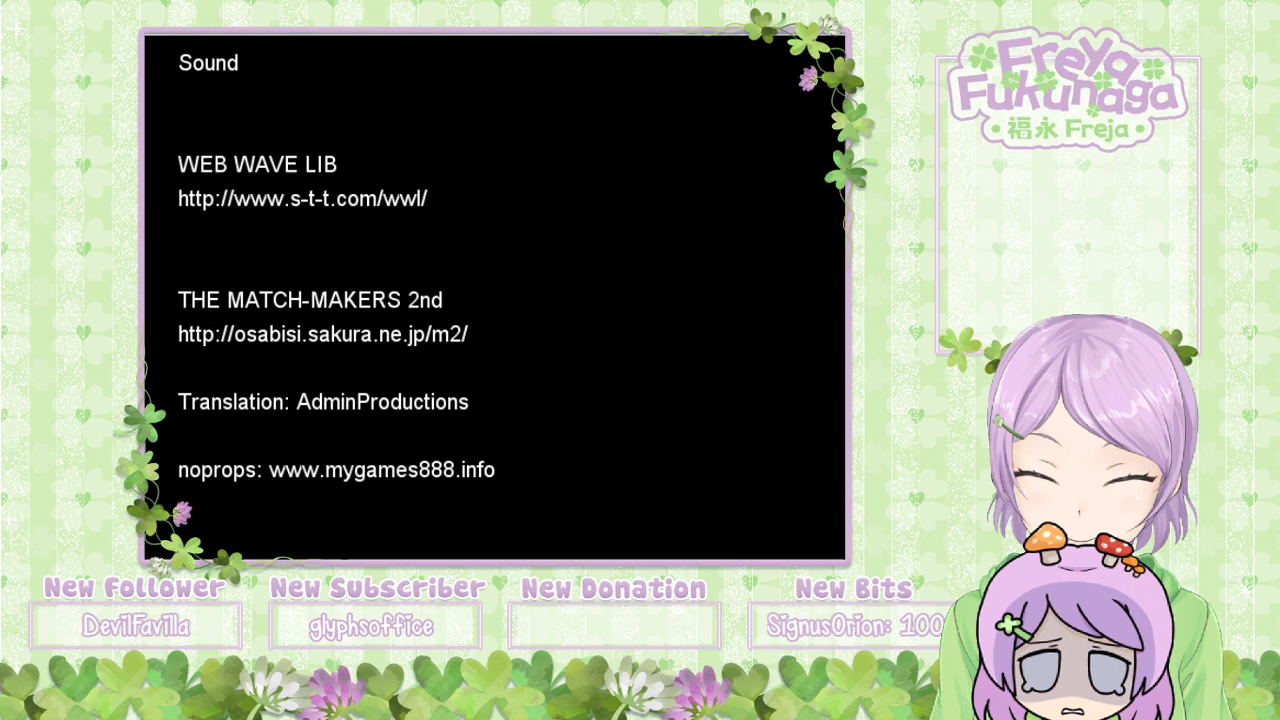 Sound
WEB WAVE LIB
http://www.s-t-t.com/wwl/
THE MATCH-MAKERS 2nd
http://osabisi.sakura.ne.jp/m2/
Translation: AdminProductions
noprops: www.mygames888.info
Freya
Fukunaga
福永 Freja
New Follower
DevilFavilla
New Subscriber
glyphsoffice
New Donation
New Bits
SignusOrion: 100